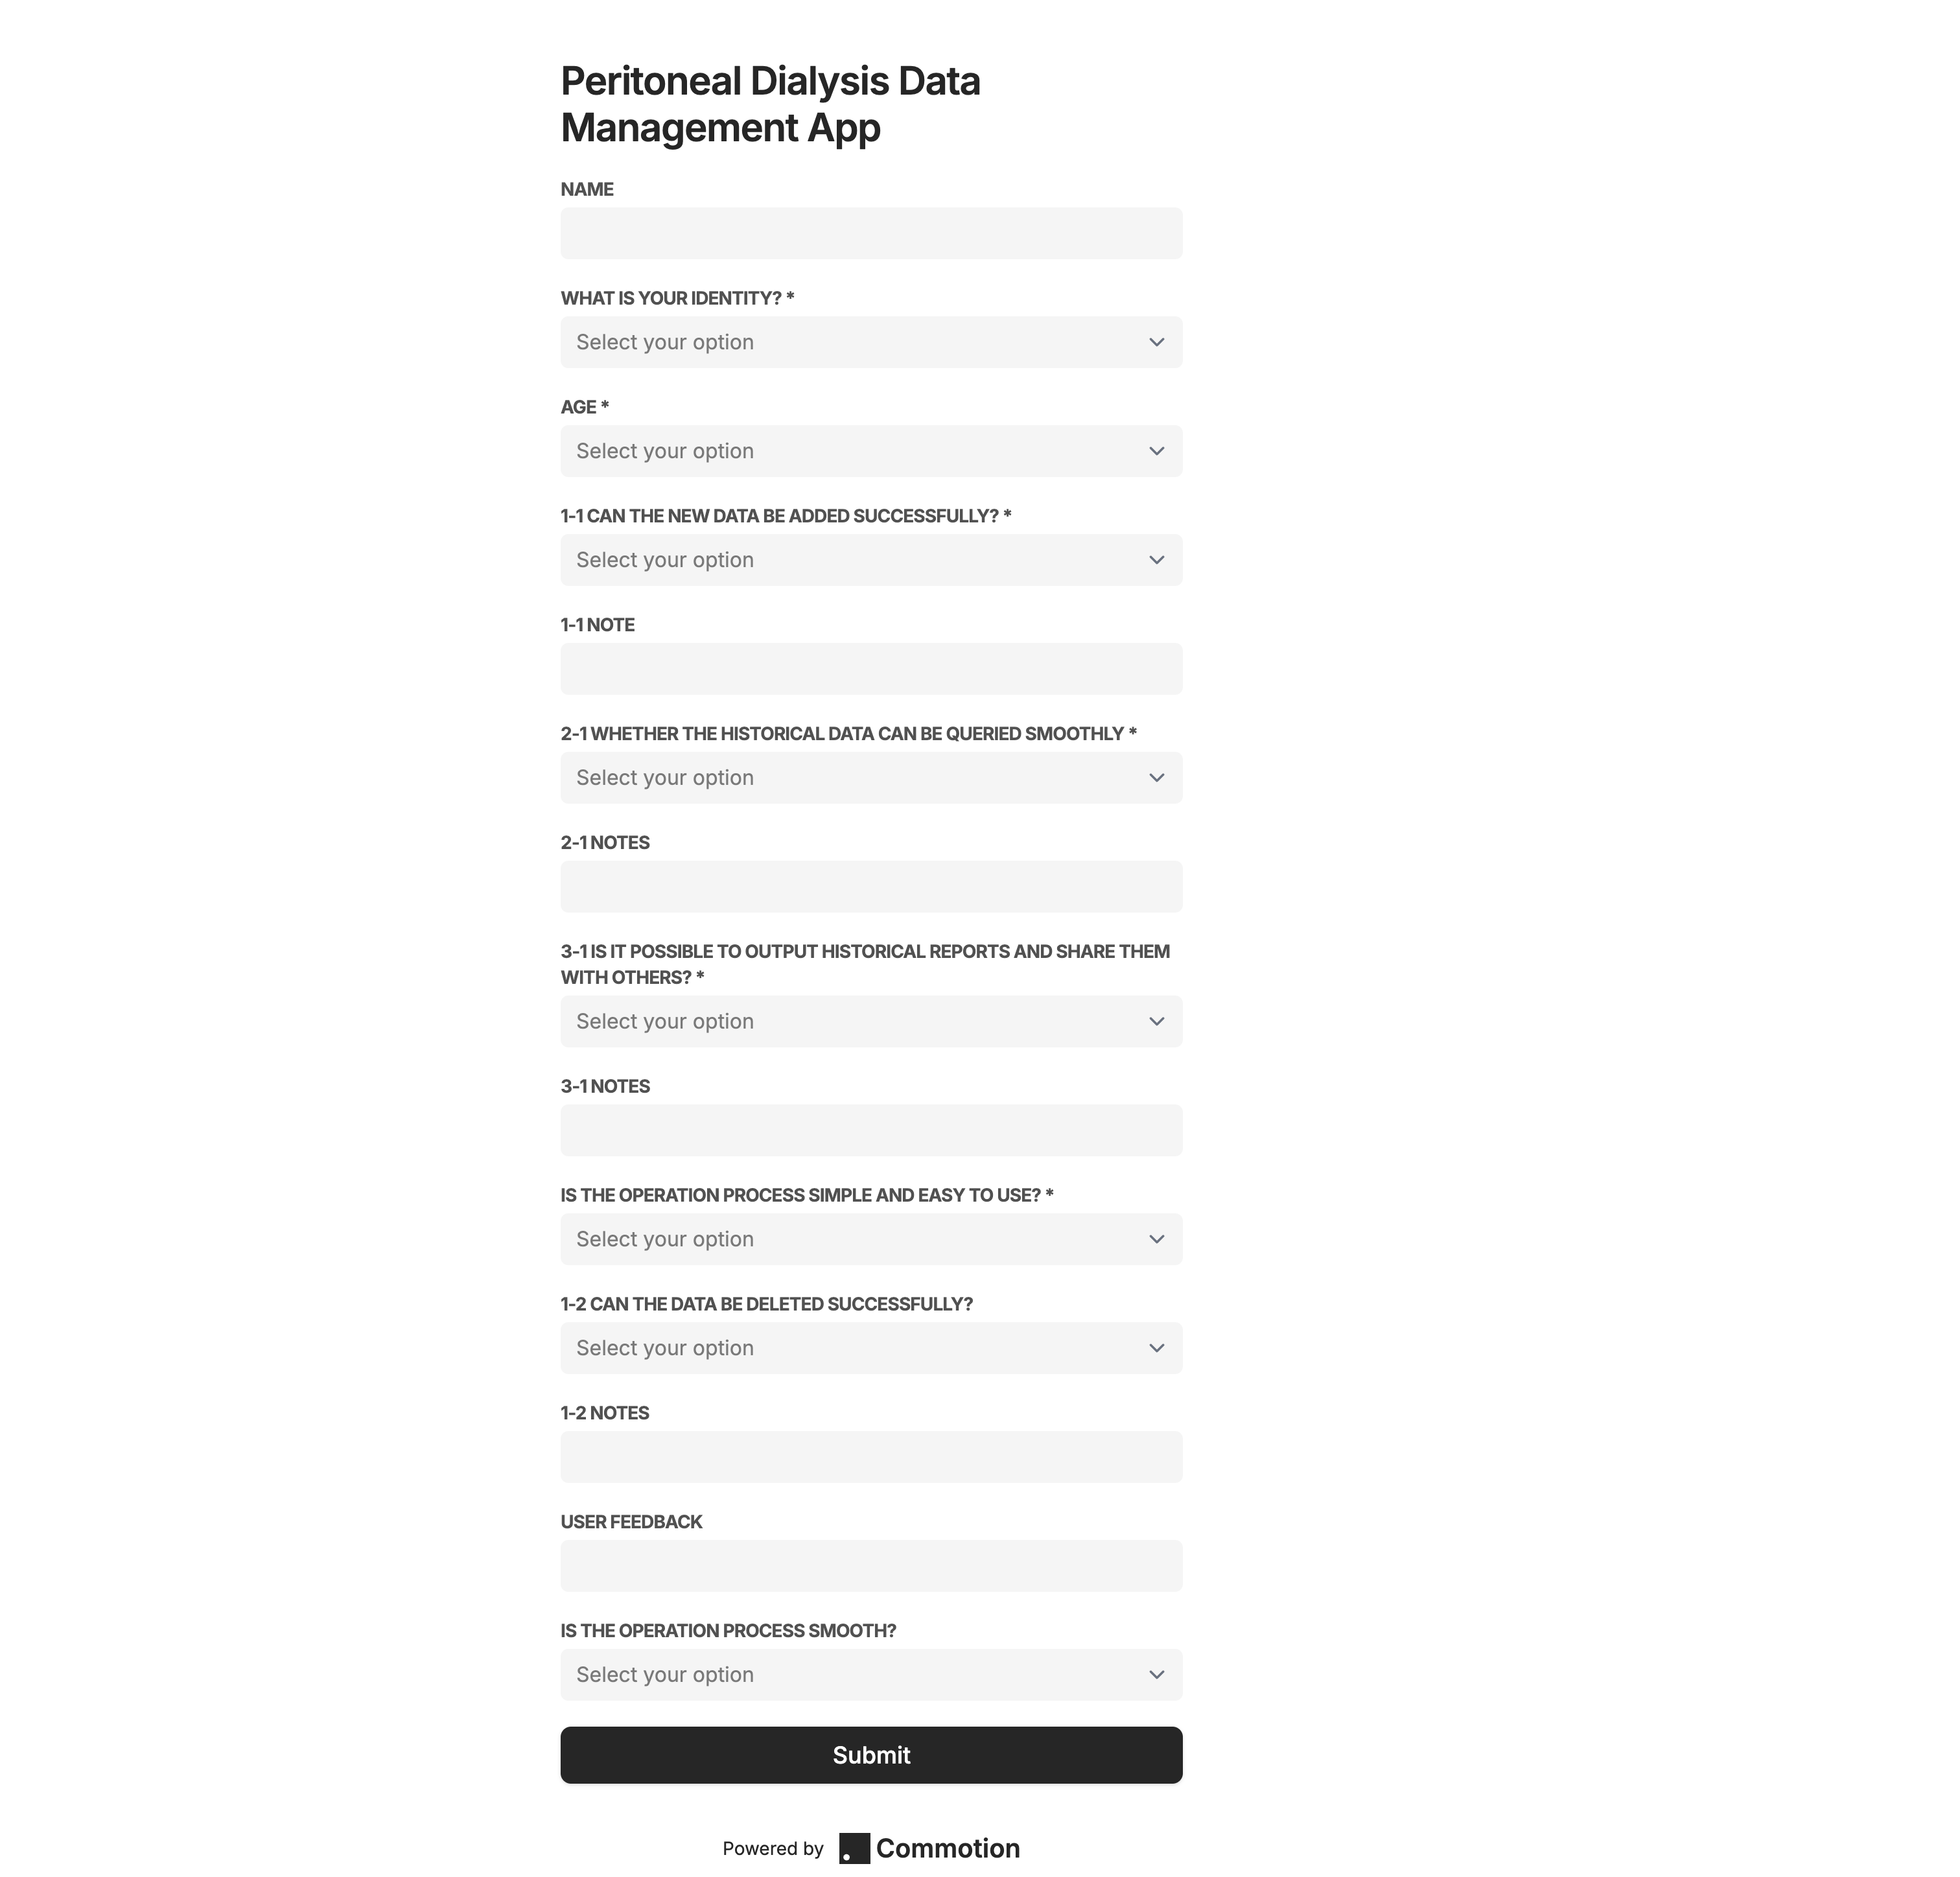 Peritoneal Dialysis Data
Management App
NAME
WHAT IS YOUR IDENTITY? *
Select your option
AGE *
Select your option
1-1 CAN THE NEW DATA BE ADDED SUCCESSFULLY? *
Select your option
1-1 NOTE
2-1 WHETHER THE HISTORICAL DATA CAN BE QUERIED SMOOTHLY *
Select your option
2-1 NOTES
3-1 IS IT POSSIBLE TO OUTPUT HISTORICAL REPORTS AND SHARE THEM
WITH OTHERS? *
Select your option
3-1 NOTES
IS THE OPERATION PROCESS SIMPLE AND EASY TO USE? *
Select your option
1-2 CAN THE DATA BE DELETED SUCCESSFULLY?
Select your option
1-2 NOTES
USER FEEDBACK
IS THE OPERATION PROCESS SMOOTH?
Select your option
Submit
Powered by Commotion